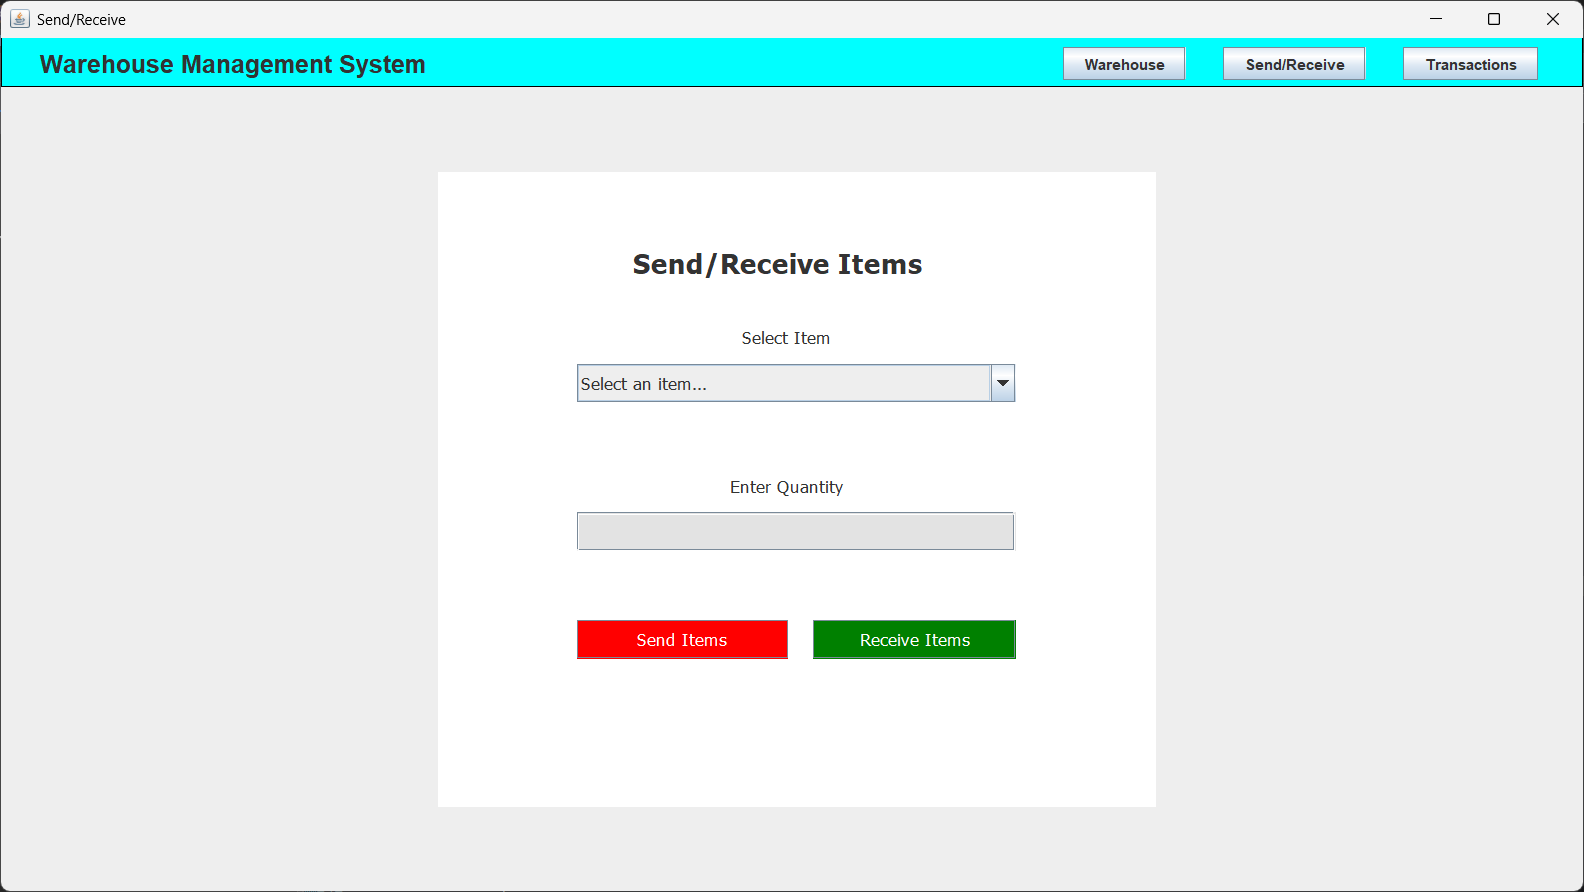 Send/Receive
Warehouse Management System
Warehouse
Send/Receive
Transactions
Send/Receive Items
Select Item
Select an item...
Enter Quantity
Send Items
Receive Items